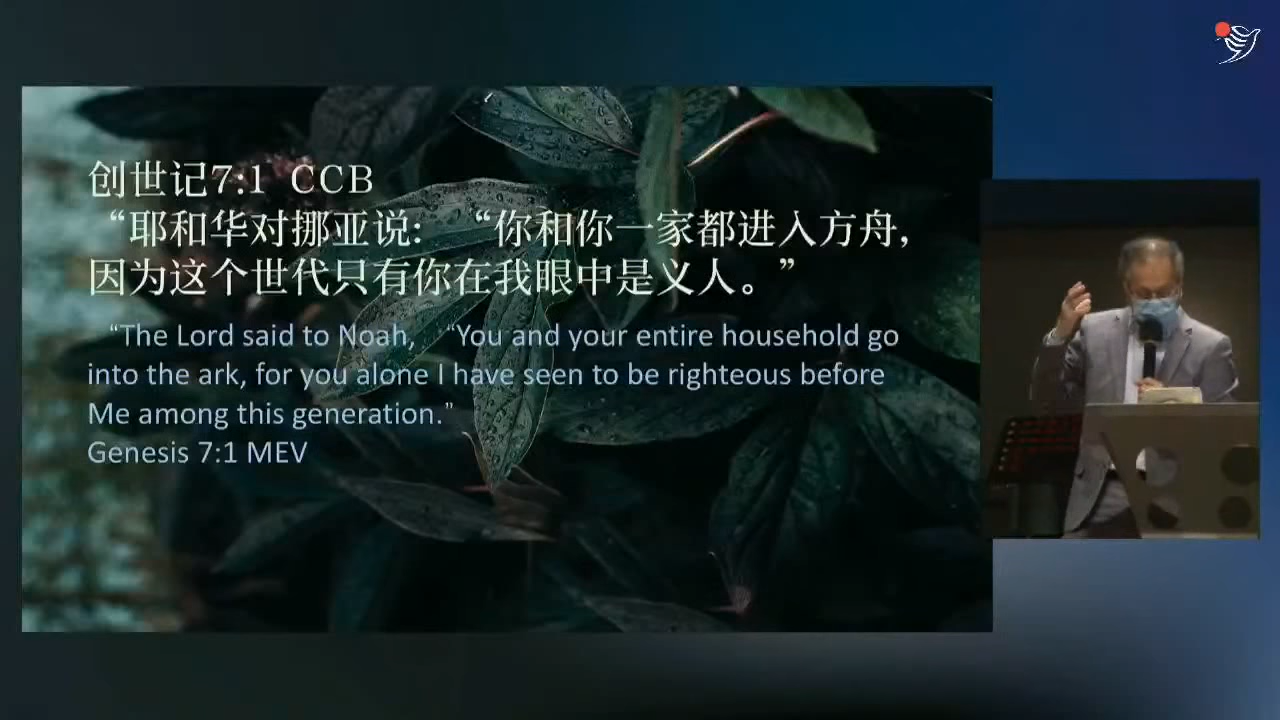 创世记7:1 CCB
“耶和华对挪亚说: “你和你一家都进入方舟,
因为这个世代只有你在我眼中是义人。”
“The Lord said to Noah, “You and your entire household go
into the ark, for you alone I have seen to be righteous before
Me among this generation.”
Genesis 7:1 MEV